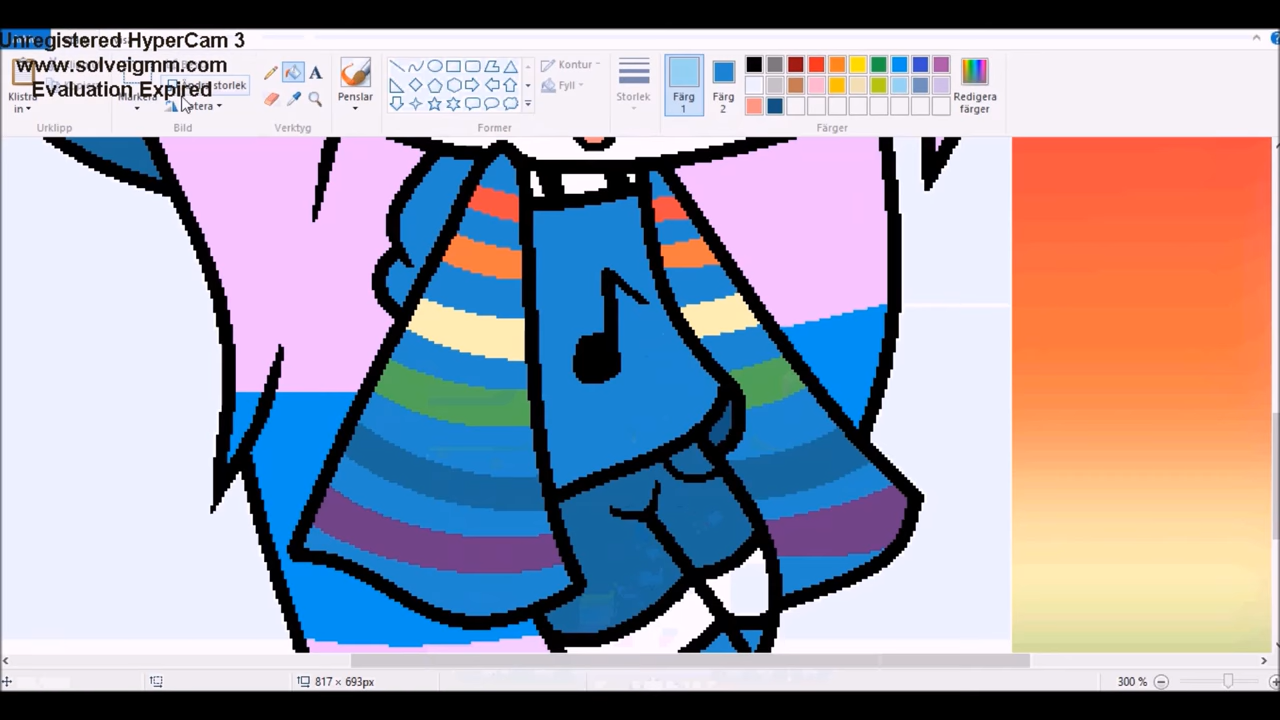 Unregistered HyperCam 3
www.solveigmm.com
Evaluation Expired
Klistra
in
Markera
Ändra storlek
Rotera
Urklipp
Bild
Verktyg
Penslar
Kontur
Fyll
Former
Storlek
Färg
1
Färg
2
Redigera
färger
Färger
817 × 693px
300 %